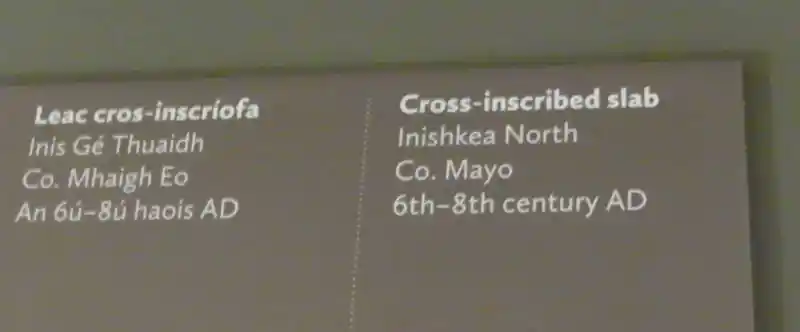 Leac cros-inscríofa
Inis Gé Thuaidh
Co. Mhaigh Eo
An 6ú–8ú haois AD
Cross-inscribed slab
Inishkea North
Co. Mayo
6th–8th century AD